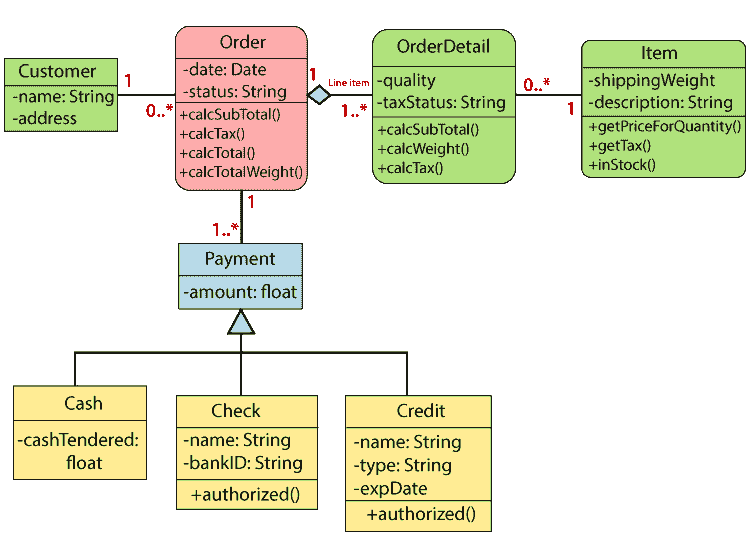 Customer
-name: String
-address
1
0..*
Order
-date: Date
-status: String
+calcSubTotal()
+calcTax()
+calcTotal()
+calcTotalWeight()
1
Line item
1..*
OrderDetail
-quality
-taxStatus: String
+calcSubTotal()
+calcWeight()
+calcTax()
0..*
1
Item
-shippingWeight
-description: String
+getPriceForQuantity()
+getTax()
+inStock()
1
1..*
Payment
-amount: float
Cash
-cashTendered:
float
Check
-name: String
-bankID: String
+authorized()
Credit
-name: String
-type: String
-expDate
+authorized()